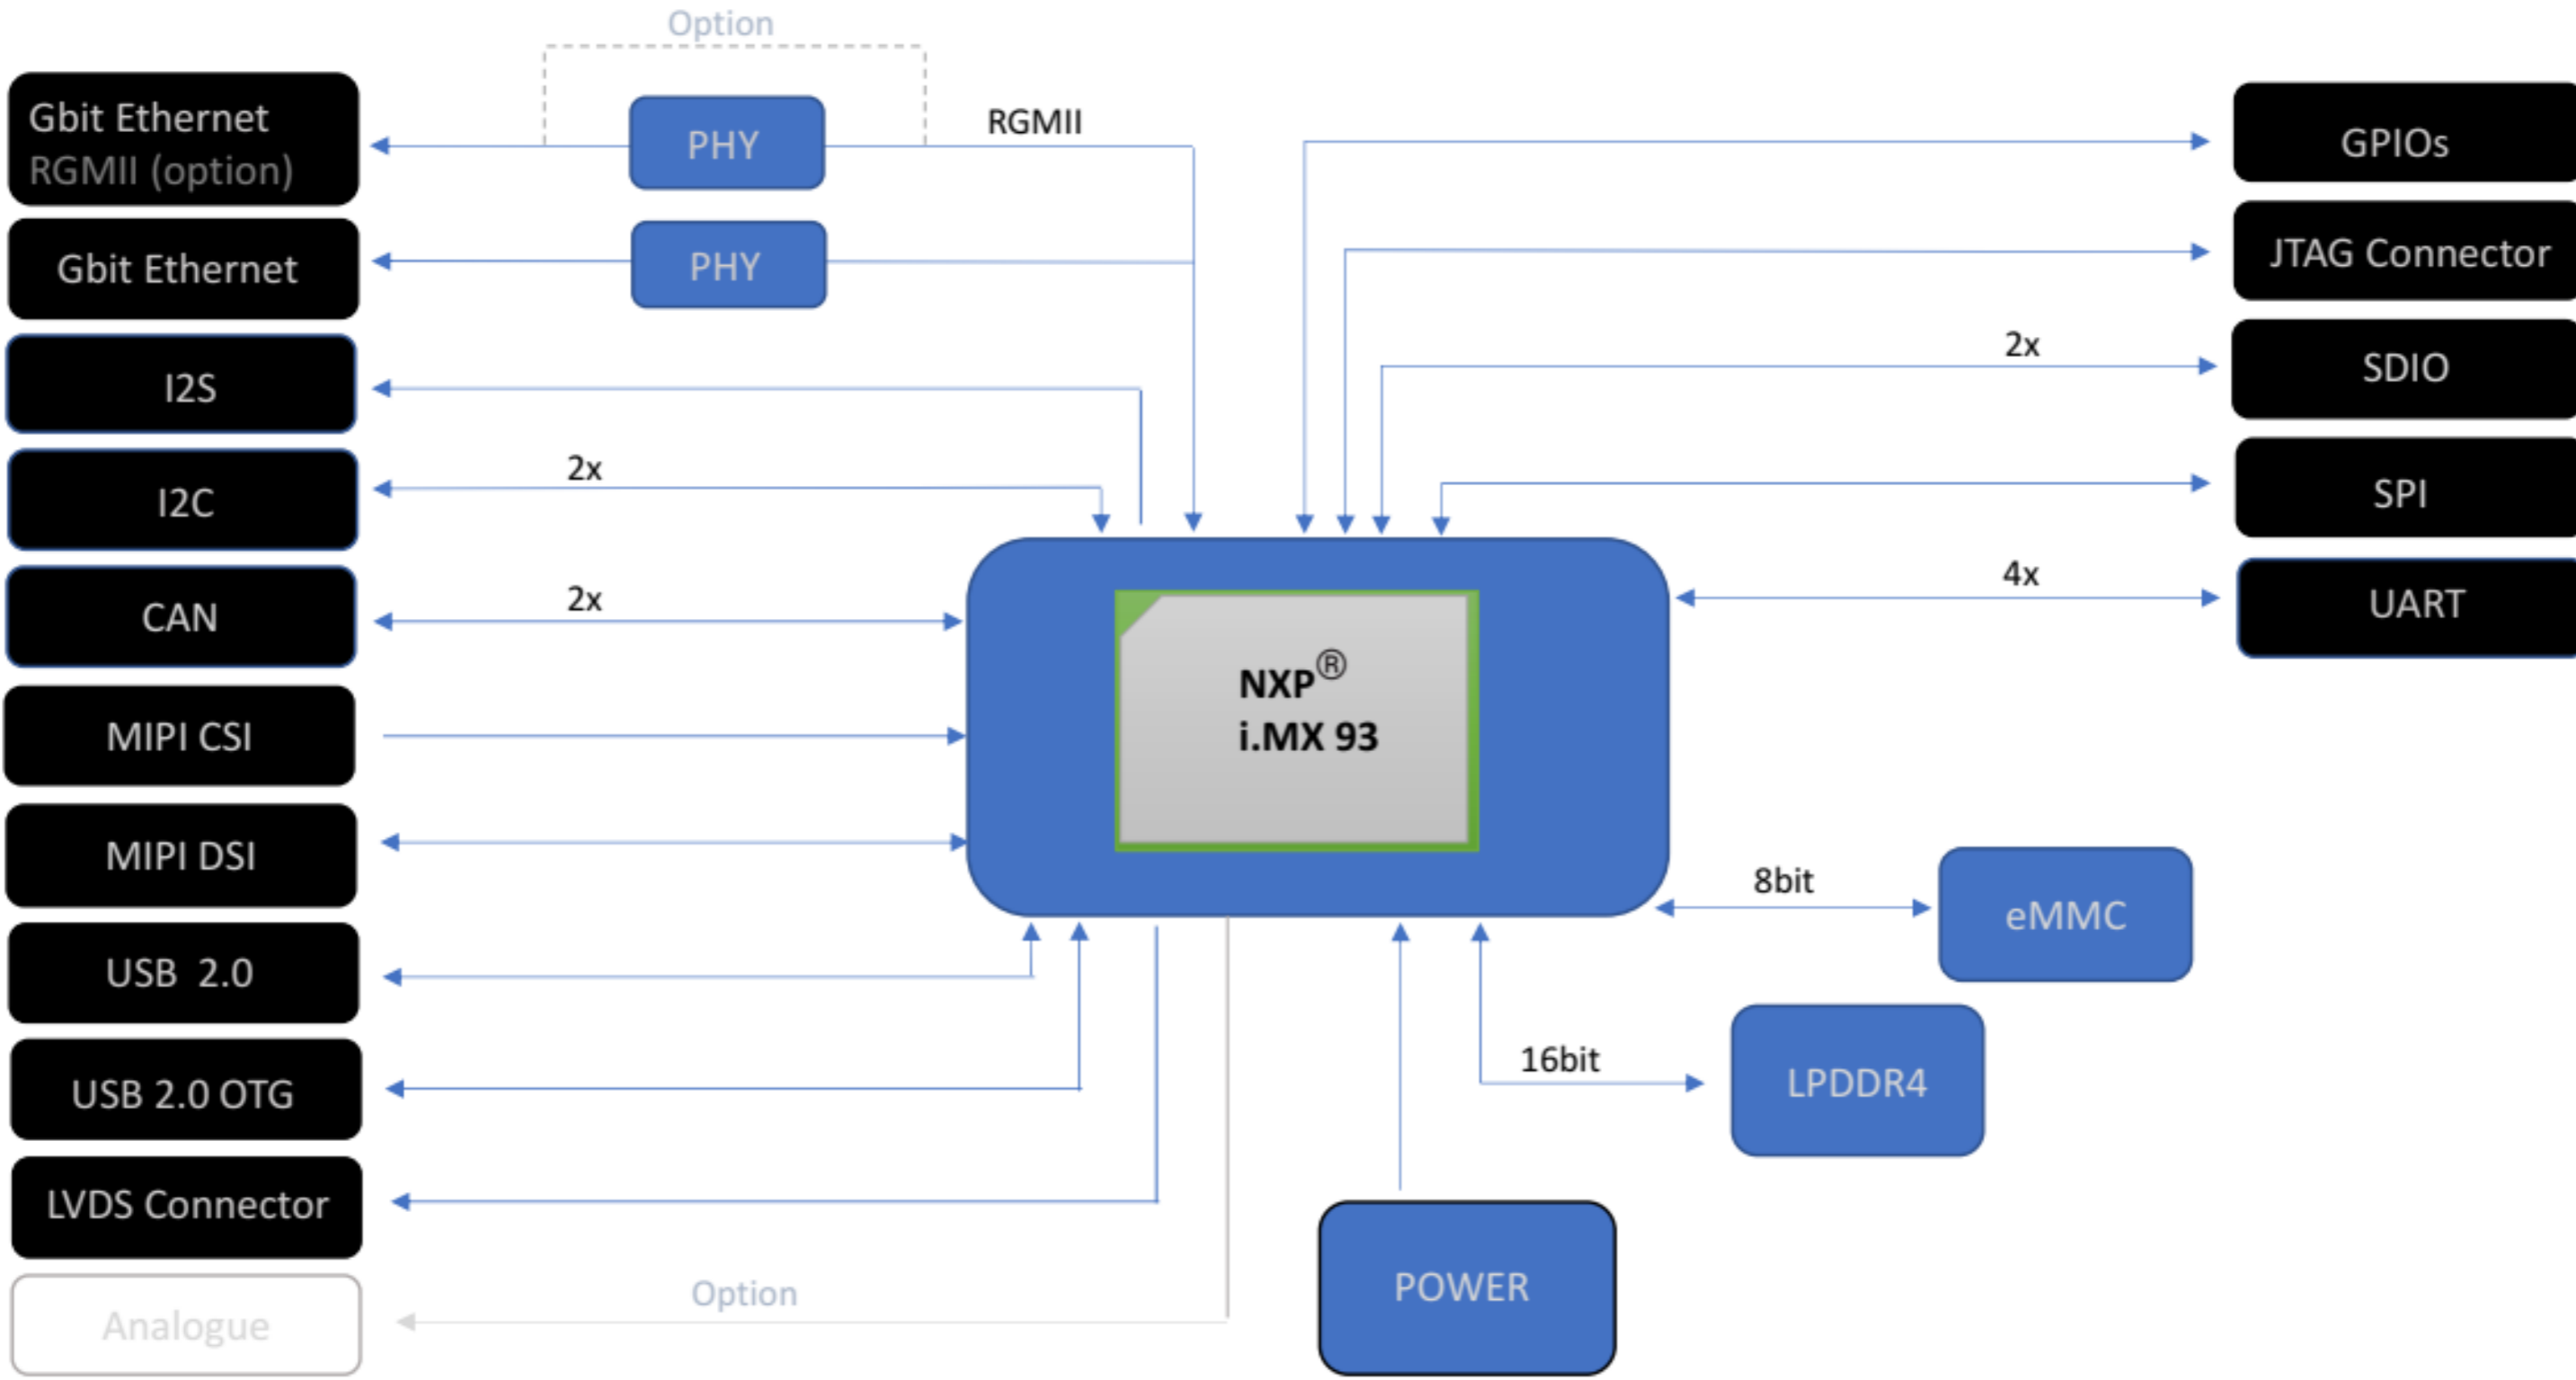 Option
Gbit Ethernet
RGMII (option)
PHY
RGMII
GPIOs
Gbit Ethernet
PHY
JTAG Connector
I2S
2x
SDIO
I2C
2x
SPI
CAN
2x
4x
UART
NXP®
i.MX 93
MIPI CSI
MIPI DSI
8bit
eMMC
USB 2.0
USB 2.0 OTG
16bit
LPDDR4
LVDS Connector
POWER
Option
Analogue